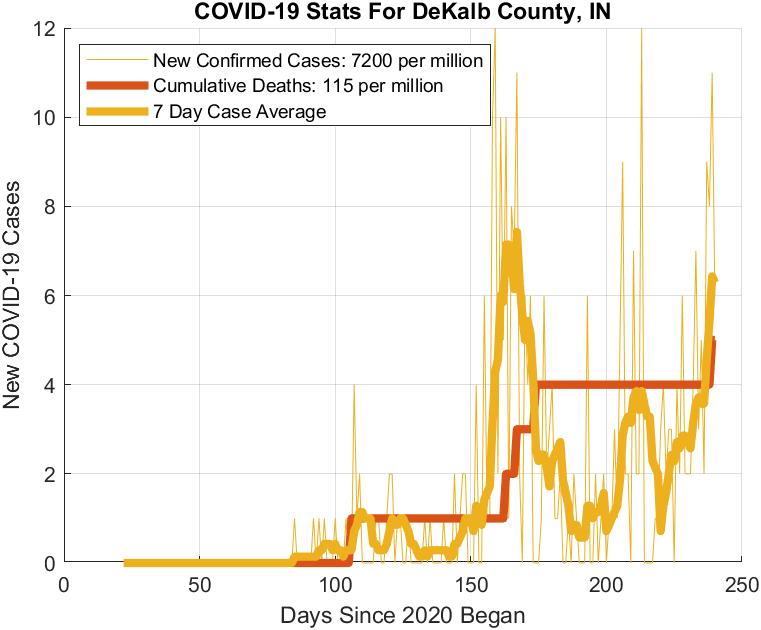 COVID-19 Stats For DeKalb County, IN
New Confirmed Cases: 7200 per million
Cumulative Deaths: 115 per million
7 Day Case Average
12
10
8
6
4
2
0
New COVID-19 Cases
0 50 100 150 200 250
Days Since 2020 Began